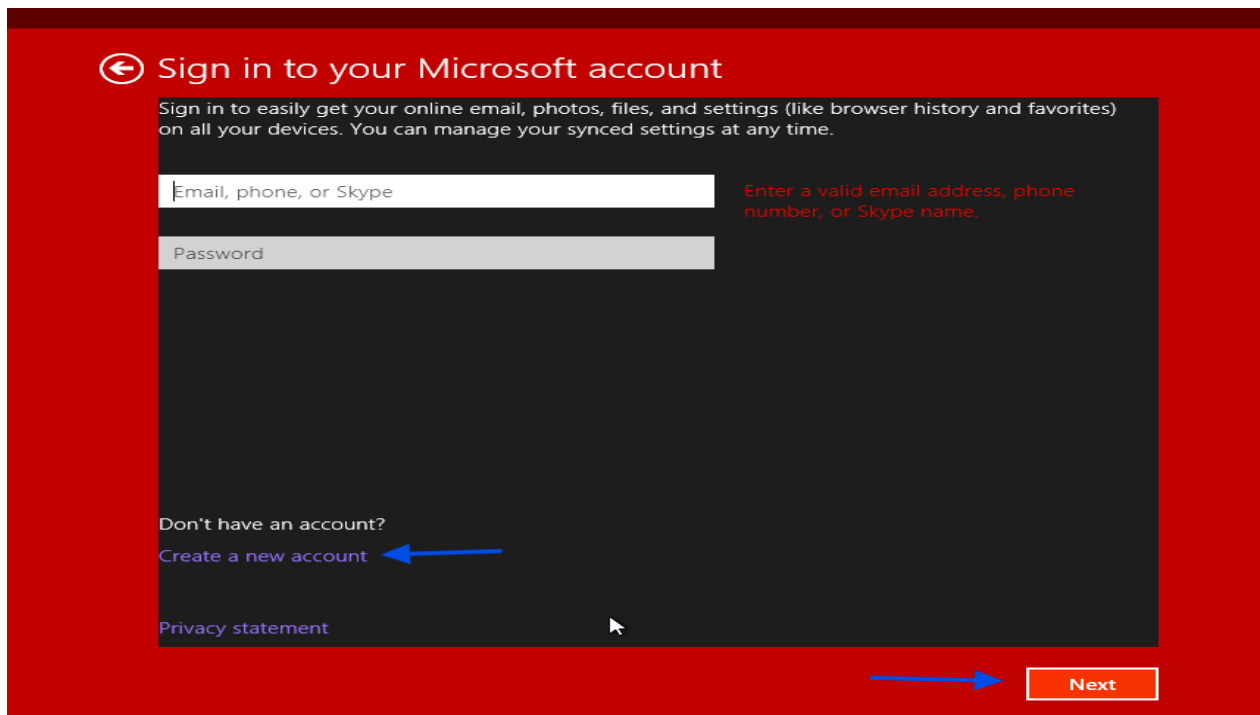 Sign in to your Microsoft account
Sign in to easily get your online email, photos, files, and settings (like browser history and favorites)
on all your devices. You can manage your synced settings at any time.
Email, phone, or Skype
Enter a valid email address, phone
number, or Skype name.
Password
Don't have an account?
Create a new account
Privacy statement
Next